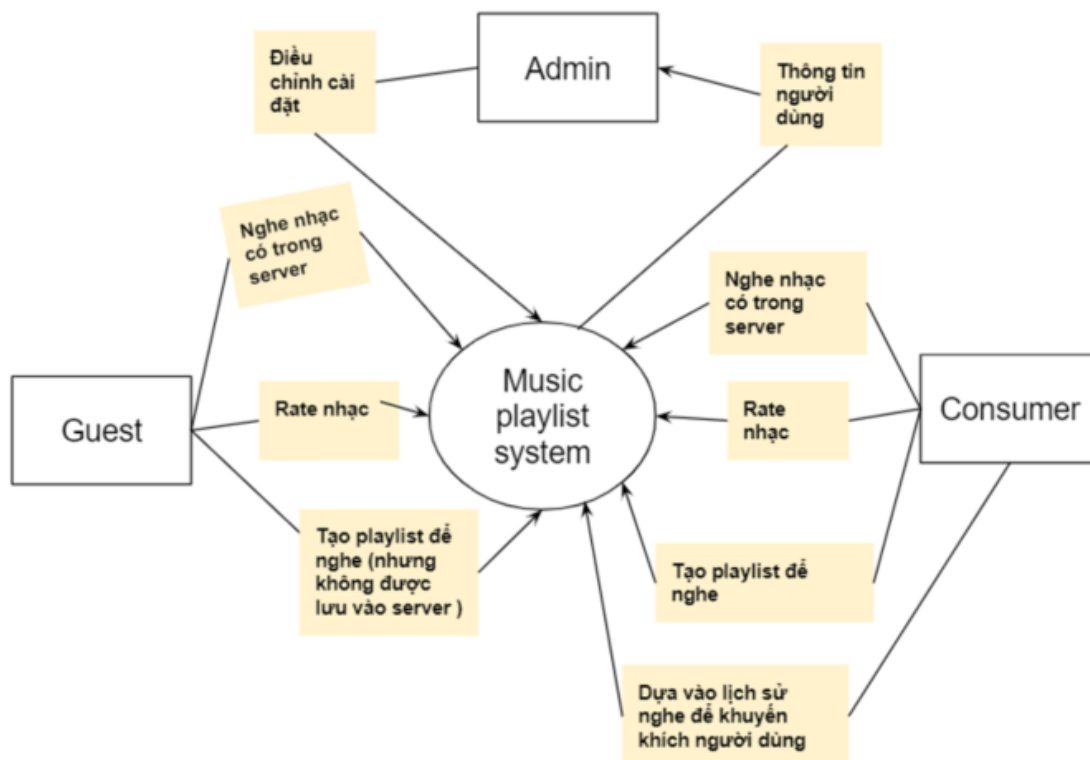 Điều
chỉnh cài
đặt
Admin
Thông tin
người
dùng
Nghe nhạc
có trong
server
Nghe nhạc
có trong
server
Guest
Rate nhạc
Music
playlist
system
Rate
nhạc
Consumer
Tạo playlist để
nghe (nhưng
không được
lưu vào server )
Tạo playlist để
nghe
Dựa vào lịch sử
nghe để khuyến
khích người dùng